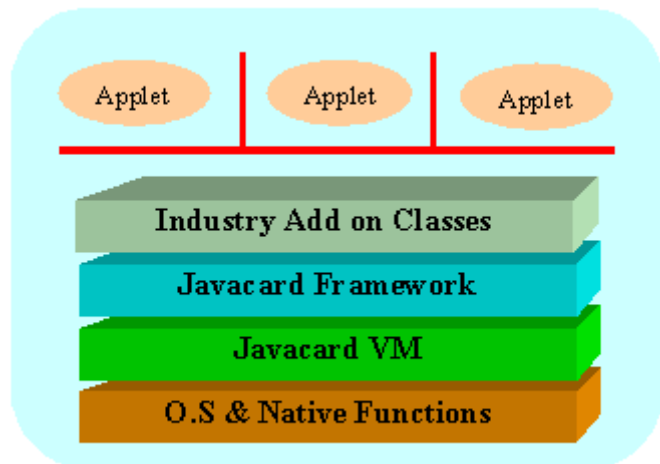 Applet
Applet
Applet
Industry Add on Classes
Javacard Framework
Javacard VM
O.S & Native Functions